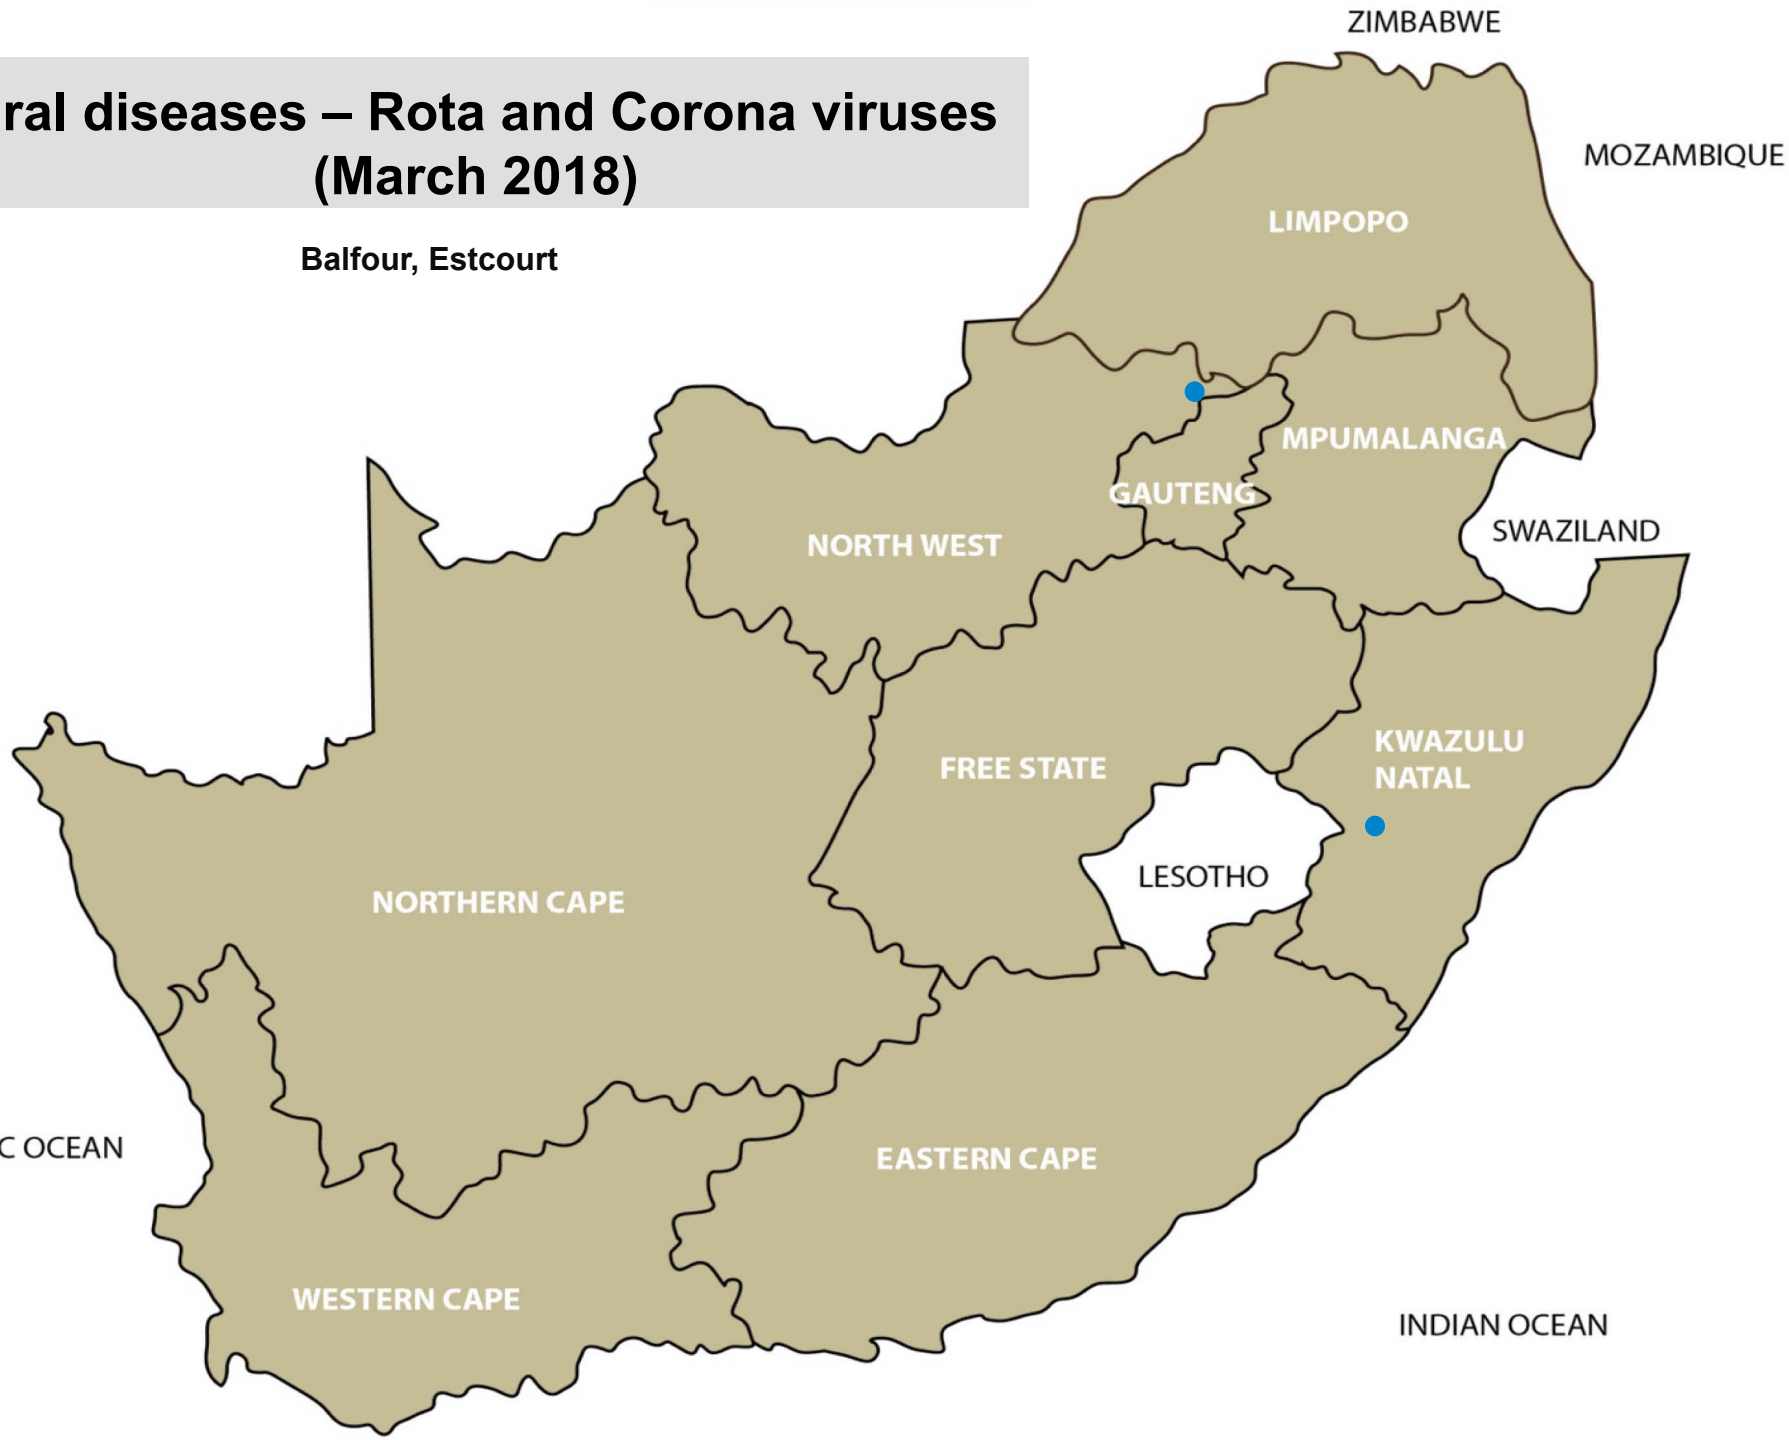 ral diseases – Rota and Corona viruses
(March 2018)
Balfour, Estcourt
ZIMBABWE
MOZAMBIQUE
LIMPOPO
MPUMALANGA
GAUTENG
NORTH WEST
SWAZILAND
FREE STATE
KWAZULU
NATAL
LESOTHO
NORTHERN CAPE
C OCEAN
EASTERN CAPE
WESTERN CAPE
INDIAN OCEAN